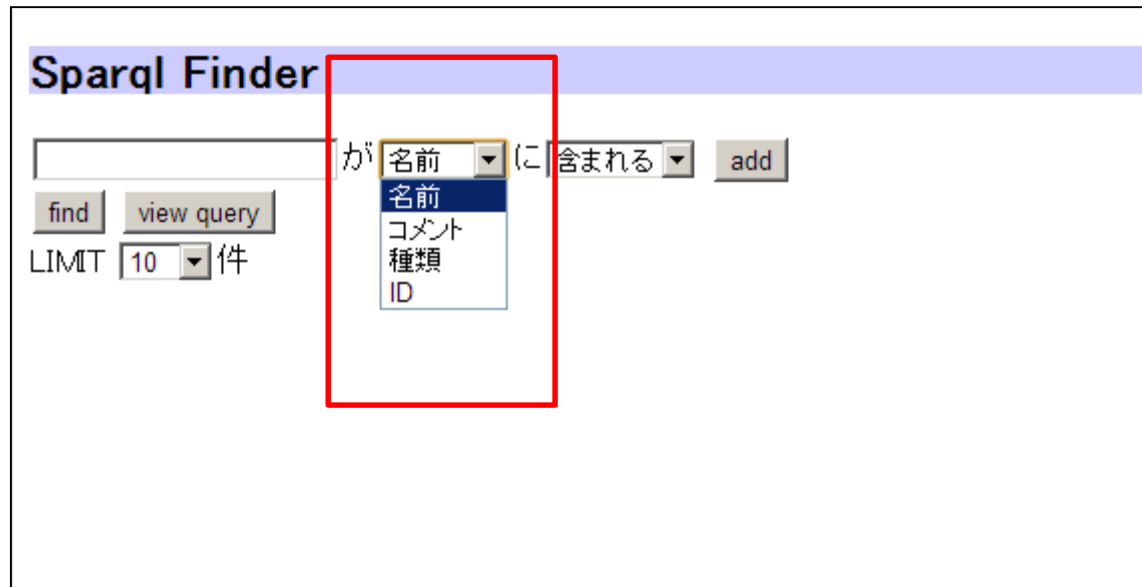 Sparql Finder
が 名前 に 含まれる add
名前
find view query
コメント
LIMIT 10 件
種類
ID